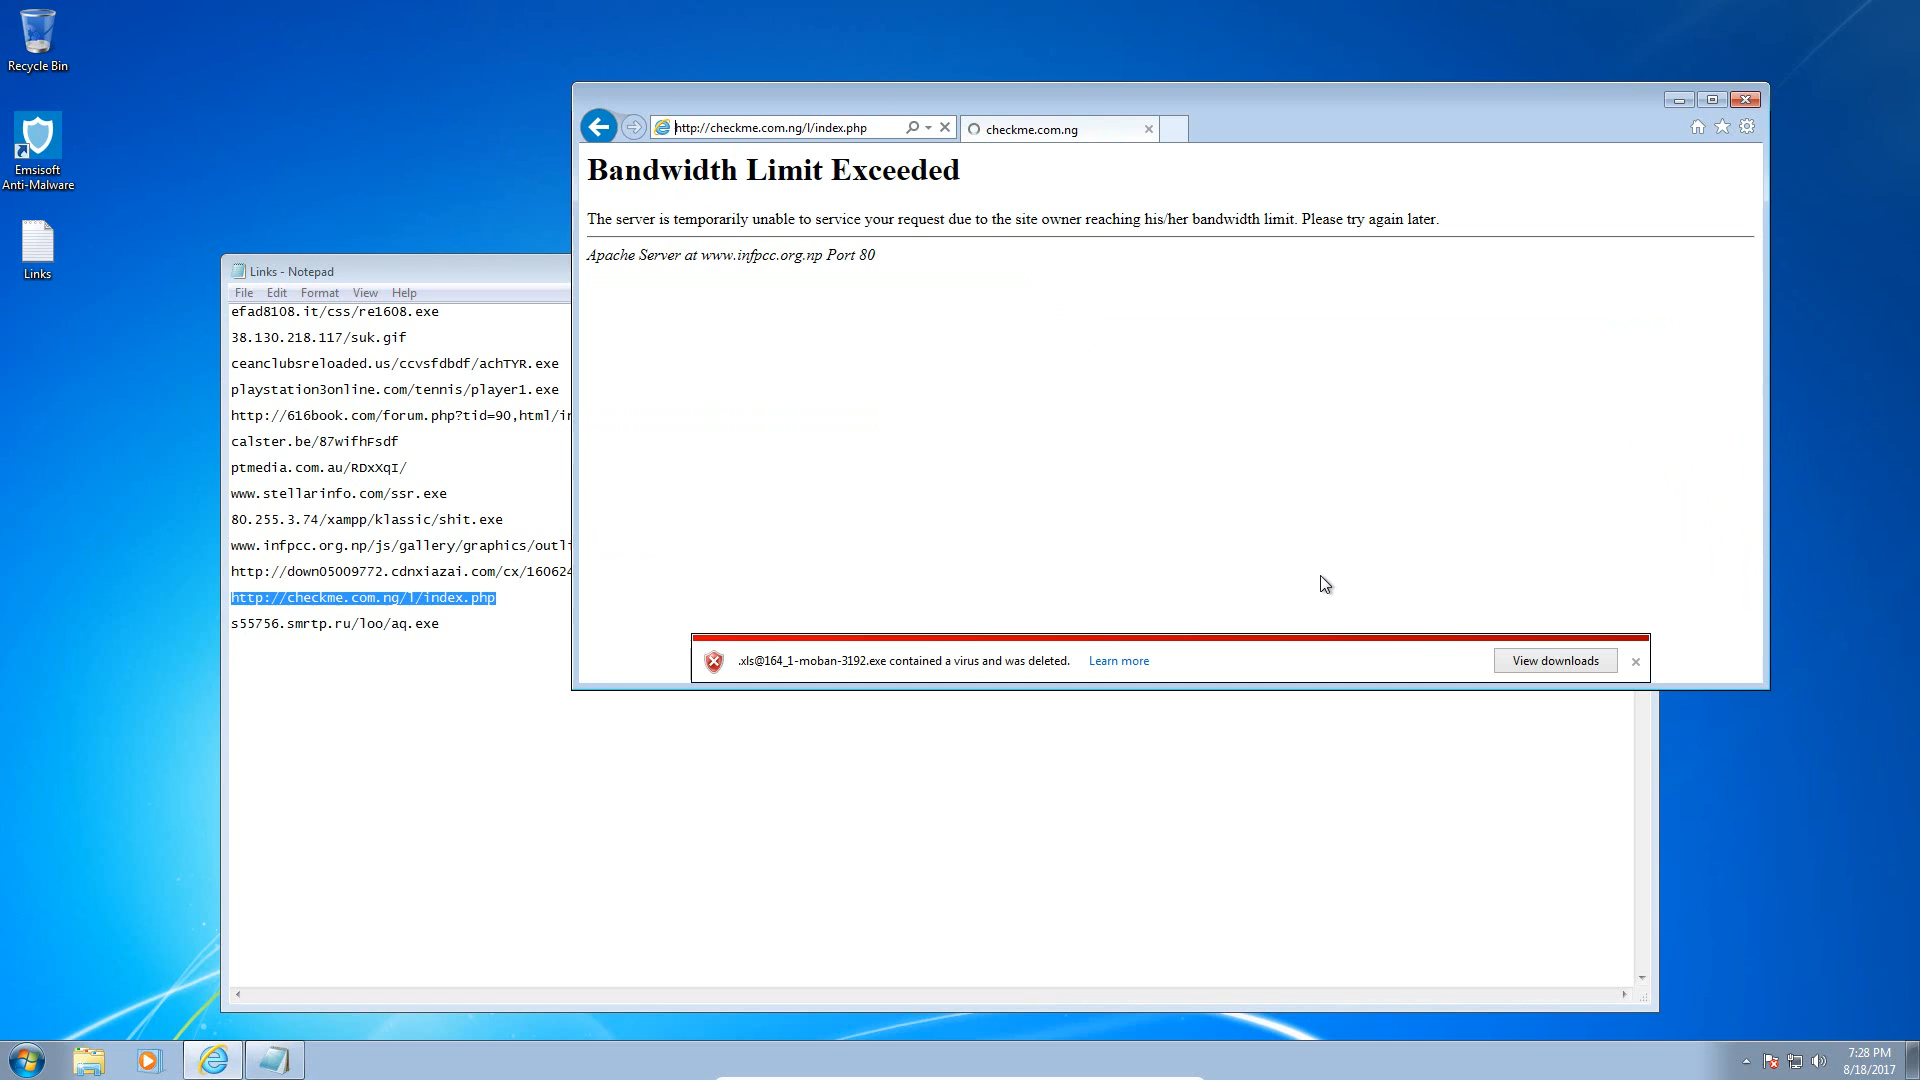 Recycle Bin
Emsisoft
Anti-Malware
Links
http://checkme.com.ng/l/index.php
checkme.com.ng
Bandwidth Limit Exceeded
The server is temporarily unable to service your request due to the site owner reaching his/her bandwidth limit. Please try again later.
Apache Server at www.infpcc.org.np Port 80
.xls@164_1-moban-3192.exe contained a virus and was deleted. Learn more
View downloads
Links - Notepad
File Edit Format View Help
efad8108.it/css/re1608.exe
38.130.218.117/suk.gif
ceanclubsreloaded.us/ccvsfdbdf/achTYR.exe
playstation3online.com/tennis/player1.exe
http://616book.com/forum.php?tid=90,html/in
calster.be/87wifhFsdf
ptmedia.com.au/RDxXqI/
www.stellarinfo.com/ssr.exe
80.255.3.74/xampp/klassic/shit.exe
www.infpcc.org.np/js/gallery/graphics/outli
http://down05009772.cdnxiazai.com/cx/160624
http://checkme.com.ng/l/index.php
s55756.smrtp.ru/loo/aq.exe
7:28 PM
8/18/2017